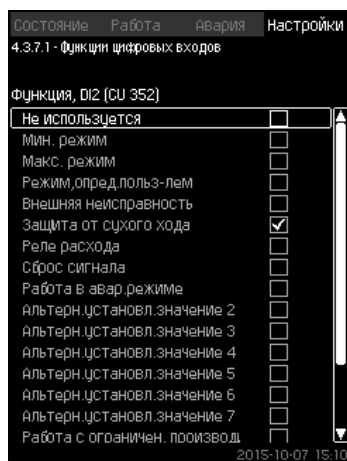 Состояние Работа Авария Настройки
4.3.7.1 - Функции цифровых входов
Функция, DI2 (CU 352)
Не используется
Мин. режим
Макс. режим
Режим,опред.польз-лем
Внешняя неисправность
Защита от сухого хода
Реле расхода
Сброс сигнала
Работа в авар.режиме
Альтерн.установл.значение 2
Альтерн.установл.значение 3
Альтерн.установл.значение 4
Альтерн.установл.значение 5
Альтерн.установл.значение 6
Альтерн.установл.значение 7
Работа с ограничен. производ
2015-10-07 15:10